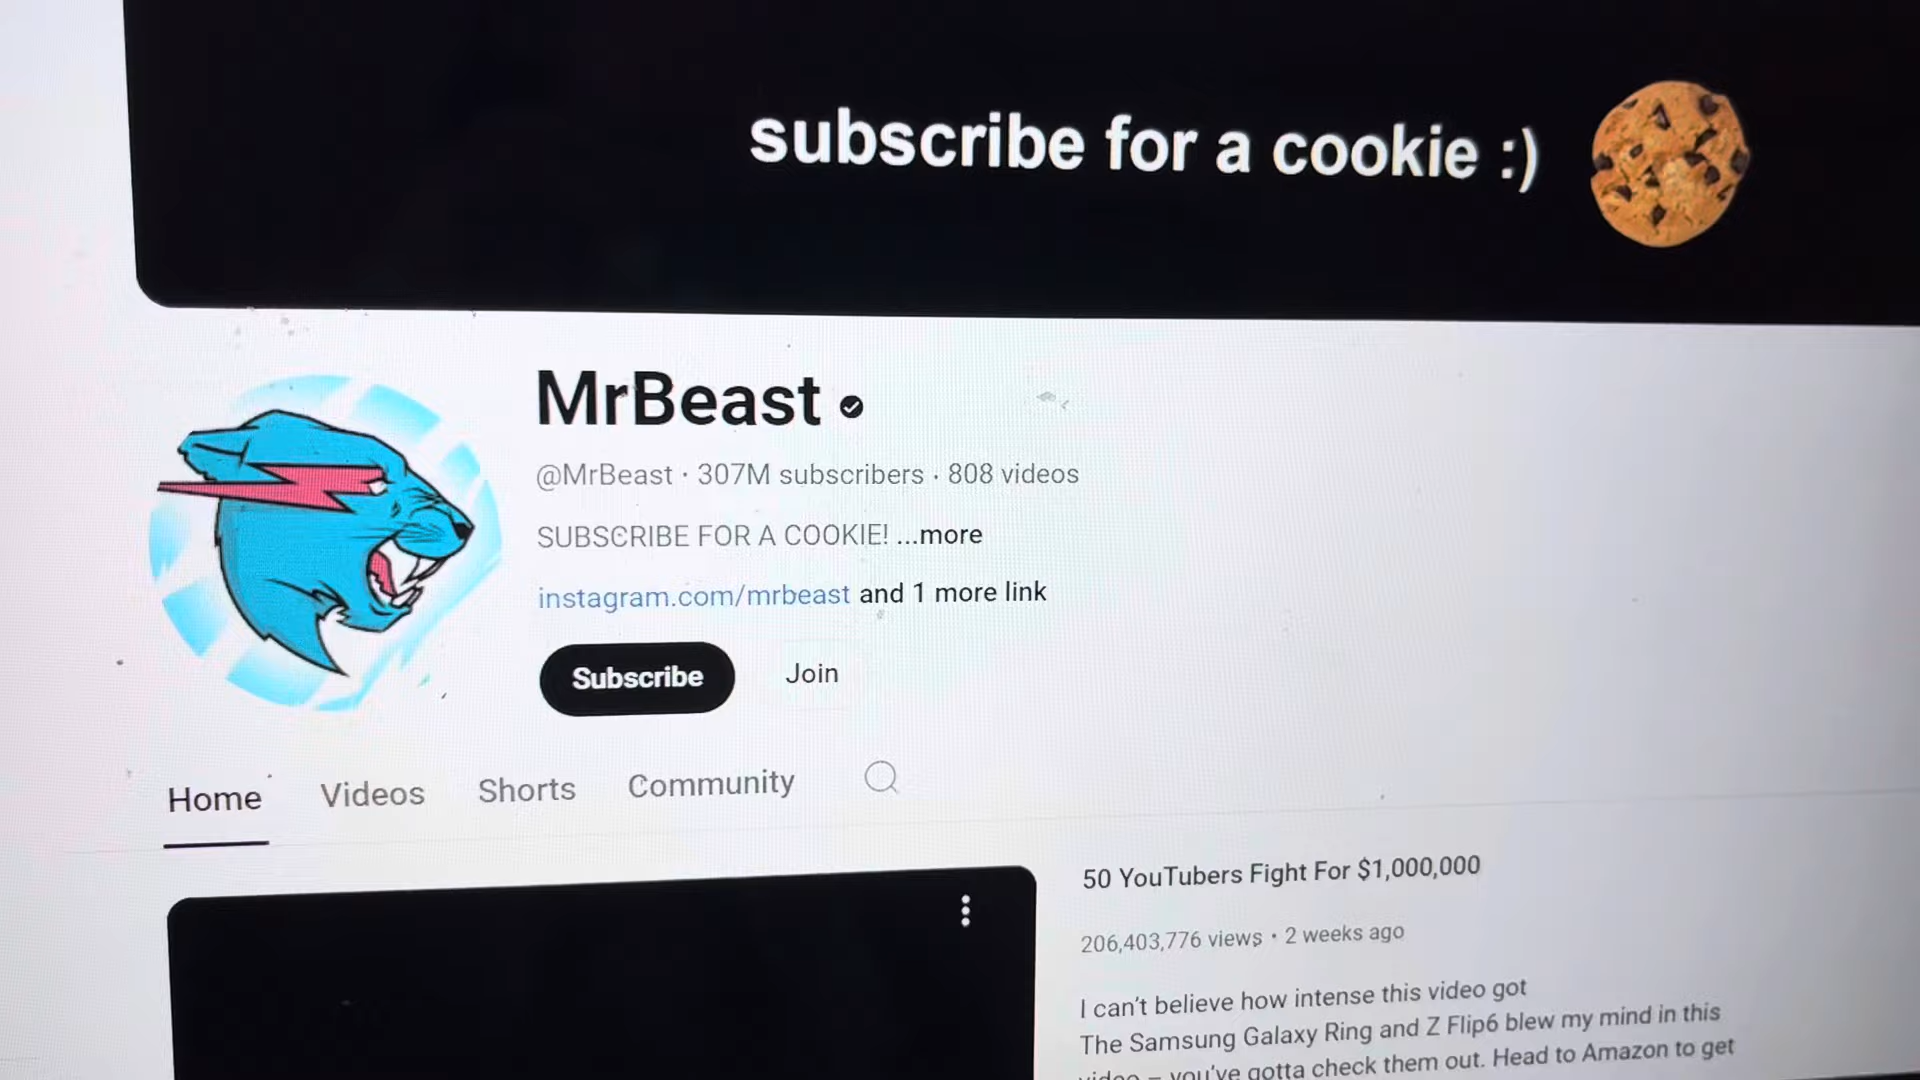 subscribe for a cookie :)
MrBeast
@MrBeast · 307M subscribers · 808 videos
SUBSCRIBE FOR A COOKIE! ...more
instagram.com/mrbeast and 1 more link
Subscribe Join
Home Videos Shorts Community
50 YouTubers Fight For $1,000,000
206,403,776 views • 2 weeks ago
I can’t believe how intense this video got
The Samsung Galaxy Ring and Z Flip6 blew my mind in this
video – you’ve gotta check them out. Head to Amazon to get